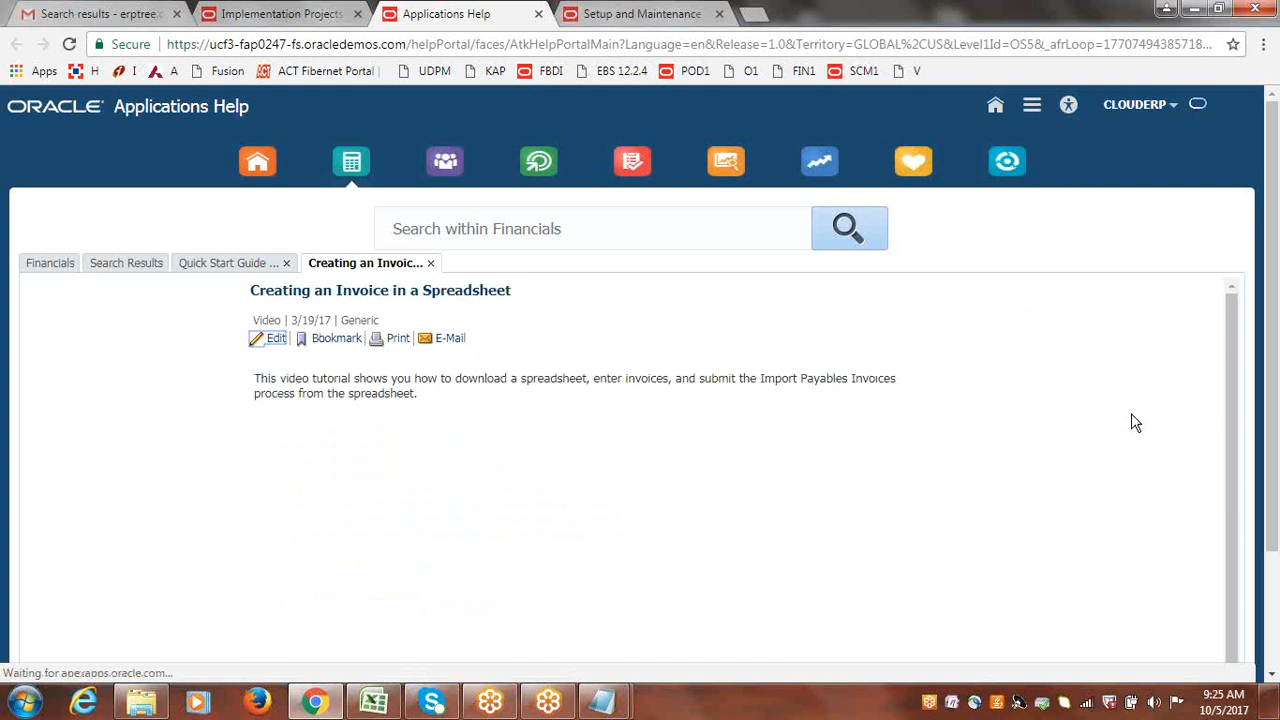 Search results - erptree.c
Implementation Projects
Applications Help
Setup and Maintenance
Secure
https://ucf3-fap0247-fs.oracledemos.com/helpPortal/faces/AtkHelpPortalMain?Language=en&Release=1.0&Territory=GLOBAL%2CUS&Level1Id=OS5&_afrLoop=17707494385718...
Apps H I A Fusion ACT Fibernet Portal UDPM KAP FBDI EBS 12.2.4 POD1 O1 FIN1 SCM1 V
ORACLE Applications Help
CLOUDERP
Search within Financials
Financials
Search Results
Quick Start Guide ...
Creating an Invoic...
Creating an Invoice in a Spreadsheet
Video | 3/19/17 | Generic
Edit | Bookmark | Print | E-Mail
This video tutorial shows you how to download a spreadsheet, enter invoices, and submit the Import Payables Invoices
process from the spreadsheet.
Waiting for apexapps.oracle.com...
9:25 AM
10/5/2017